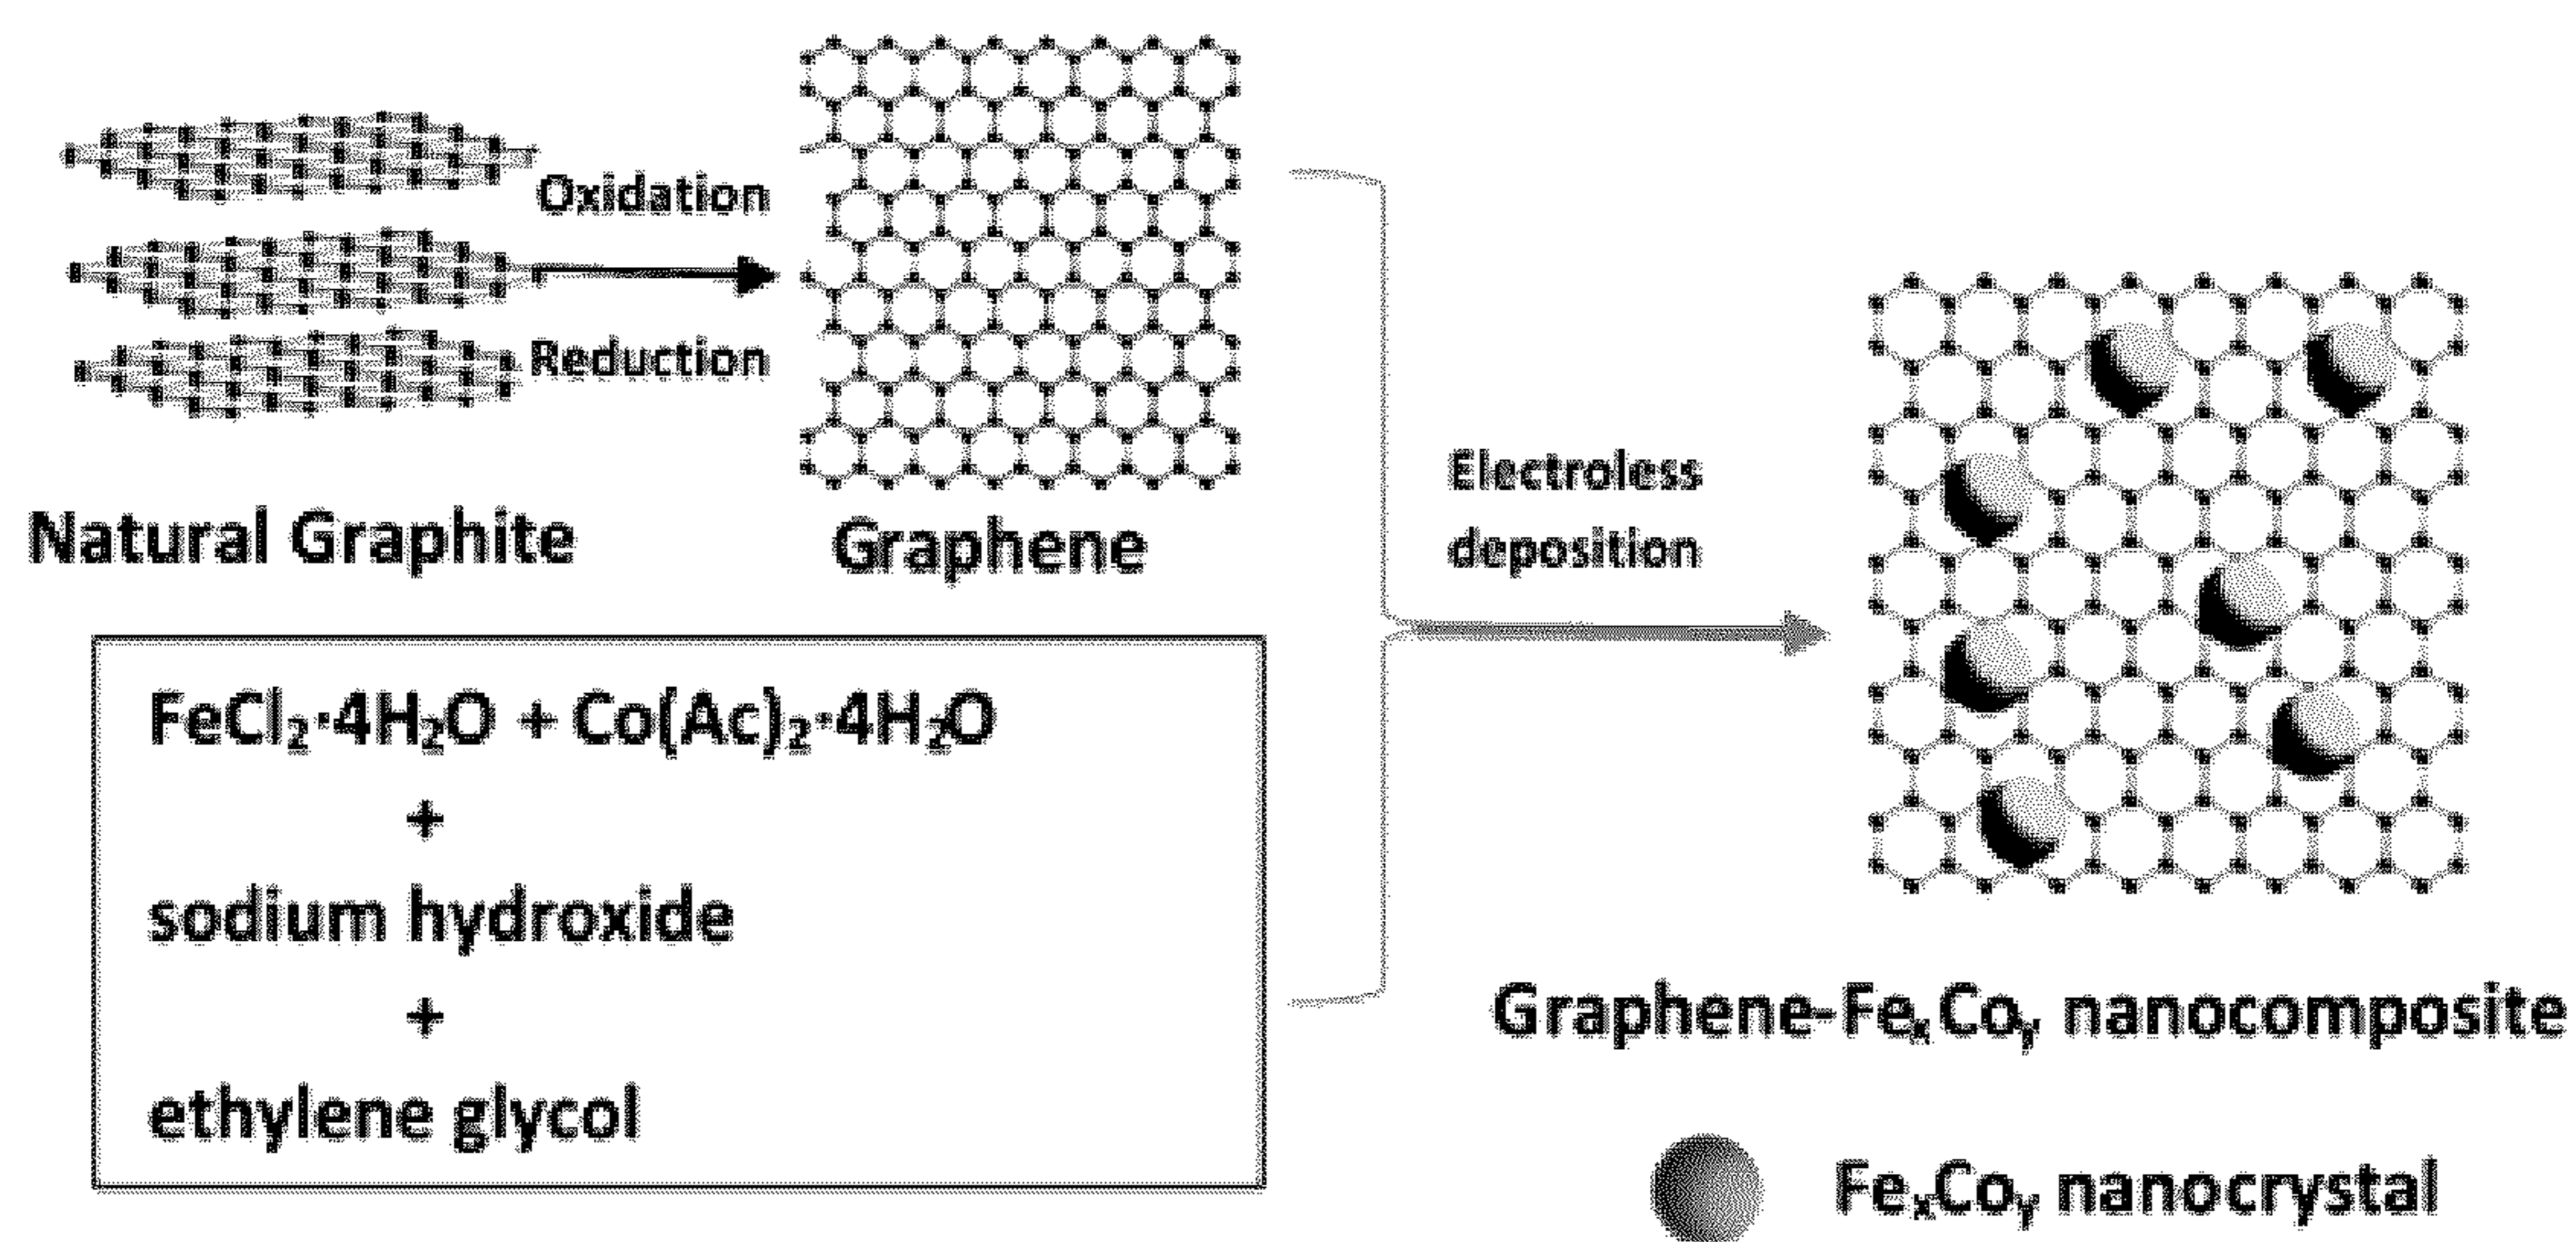 Oxidation
Reduction
Natural Graphite
Graphene
FeCl₂·4H₂O + Co(Ac)₂·4H₂O
+
sodium hydroxide
+
ethylene glycol
Electroless
deposition
Graphene-FeₓCoᵧ nanocomposite
FeₓCoᵧ nanocrystal